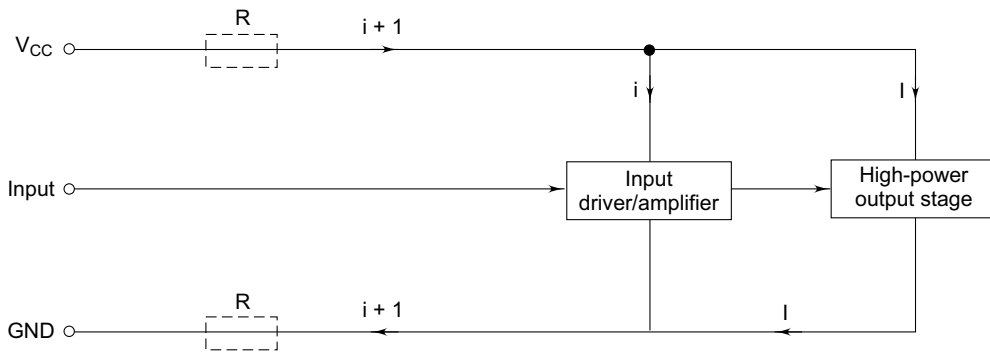 R
i + 1
V_CC
i
I
Input
Input
driver/amplifier
High-power
output stage
R
i + 1
I
GND